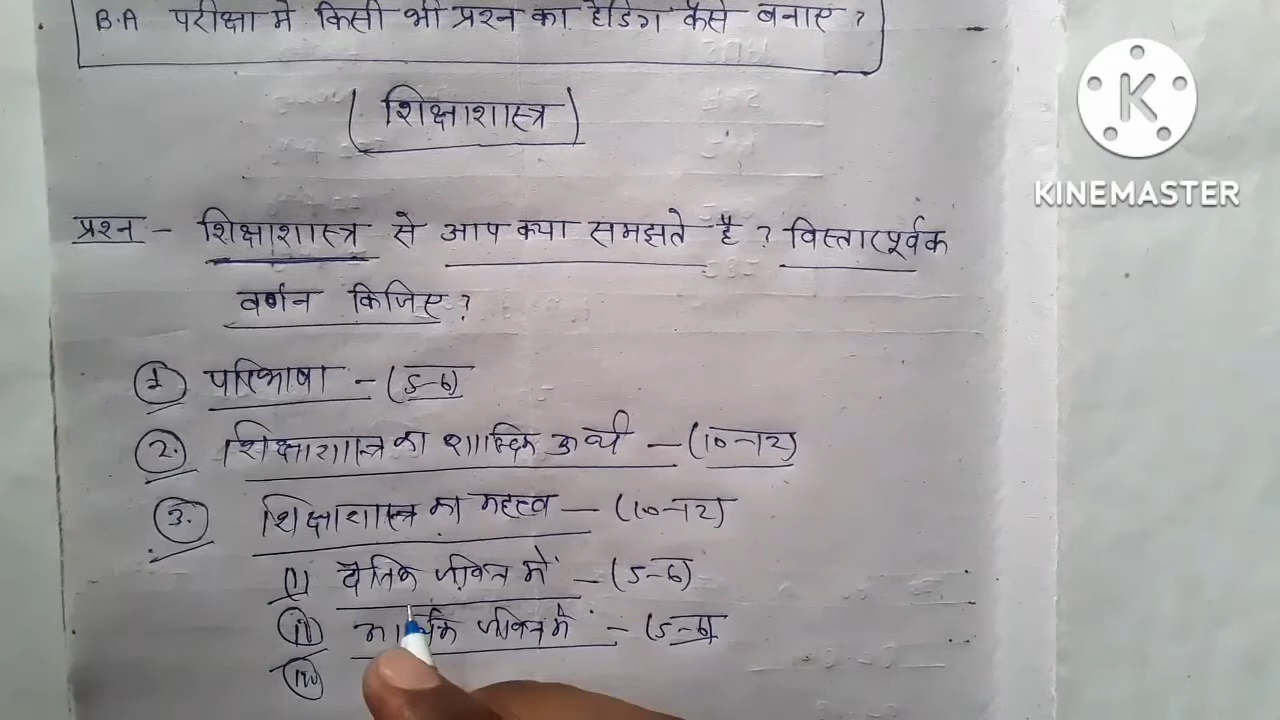 B.A परीक्षा में किसी भी प्रश्न का हेडिंग कैसे बनाए ?
(शिक्षाशास्त्र)
प्रश्न - शिक्षाशास्त्र से आप क्या समझते है ? विस्तारपूर्वक
वर्णन किजिए ?
1 परिभाषा - (5-6)
2. शिक्षाशास्त्र का शाब्दिक अर्थ - (10-12)
3. शिक्षाशास्त्र का महत्व - (10-12)
(i) जीवन में - (5-6)
(ii) जीवन में - (5-6)
(iii)
K
KINEMASTER